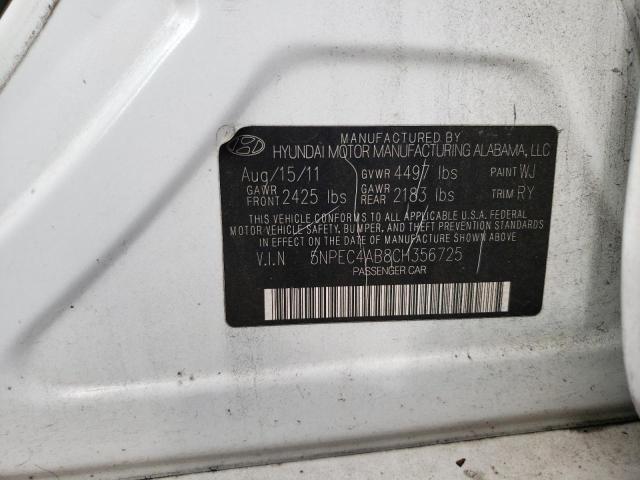 MANUFACTURED BY
HYUNDAI MOTOR MANUFACTURING ALABAMA, LLC
Aug/15/11 GVWR 4497 lbs PAINT WJ
GAWR FRONT 2425 lbs GAWR REAR 2183 lbs TRIM RY
THIS VEHICLE CONFORMS TO ALL APPLICABLE U.S.A. FEDERAL
MOTOR VEHICLE SAFETY, BUMPER, AND THEFT PREVENTION
STANDARDS IN EFFECT ON THE DATE OF MANUFACTURE SHOWN ABOVE
V.I.N 5NPEC4AB8CH356725
PASSENGER CAR